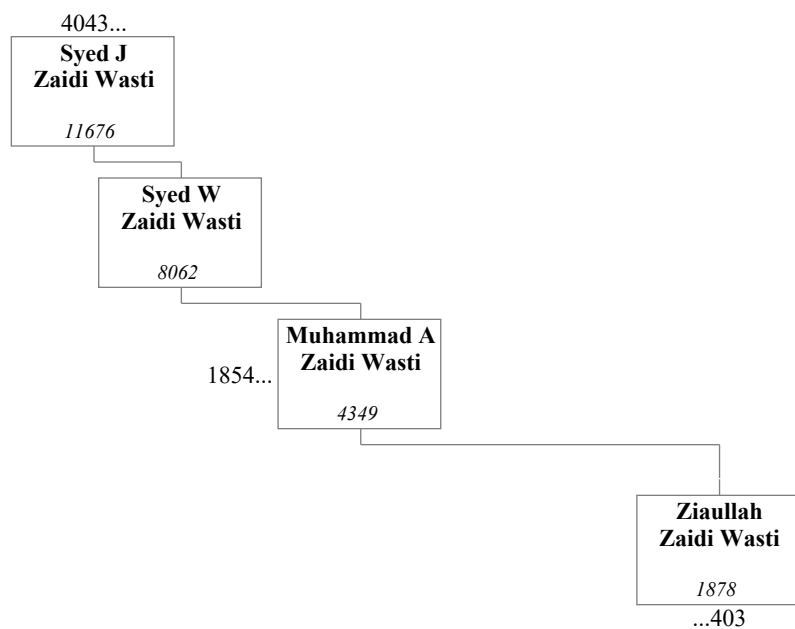 4043...
Syed J
Zaidi Wasti
11676
Syed W
Zaidi Wasti
8062
Muhammad A
Zaidi Wasti
1854...
4349
Ziaullah
Zaidi Wasti
1878
...403